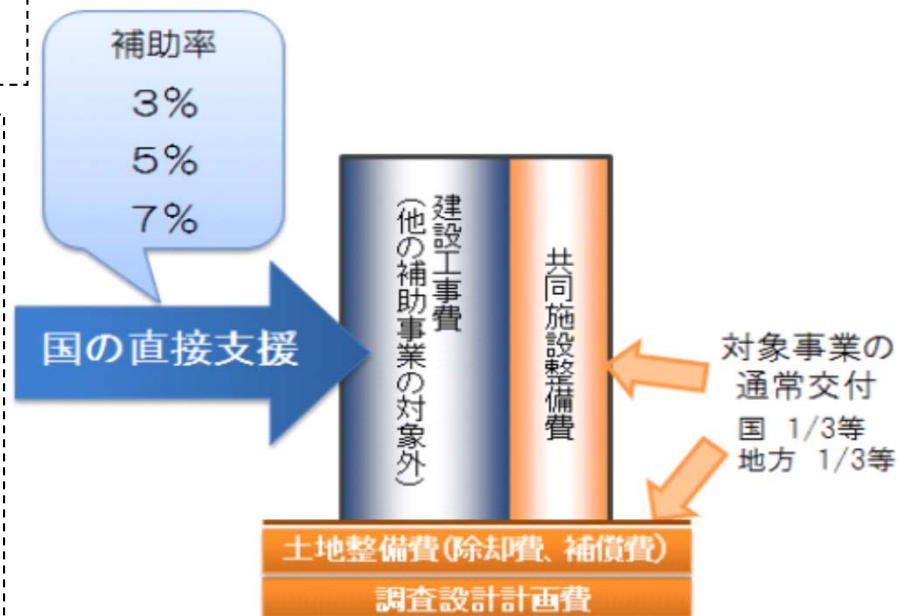 補助率
3%
5%
7%
国の直接支援
建設工事費
(他の補助事業の対象外)
共同施設整備費
対象事業の
通常交付
国 1/3等
地方 1/3等
土地整備費(除却費、補償費)
調査設計計画費